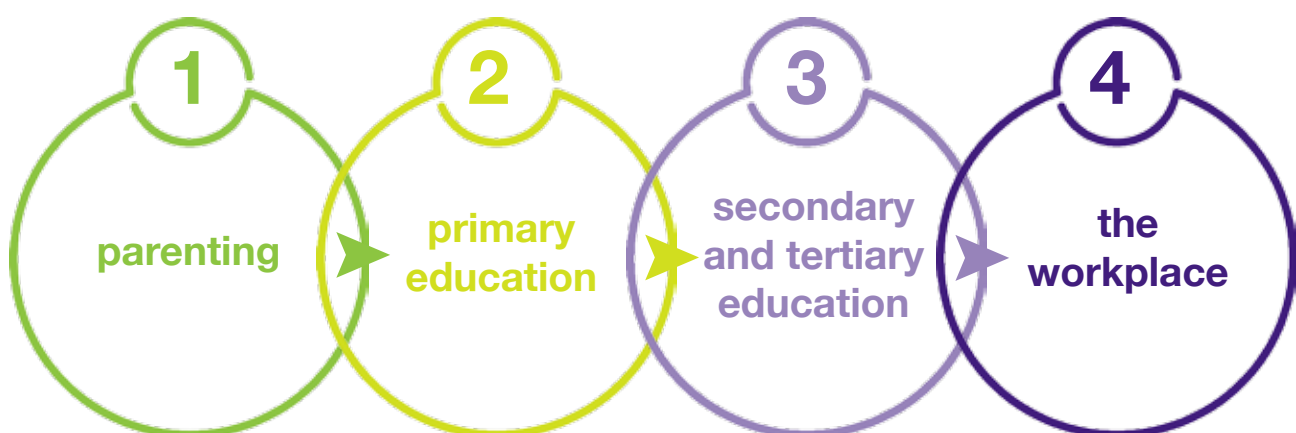 1
parenting
2
primary
education
3
secondary
and tertiary
education
4
the
workplace